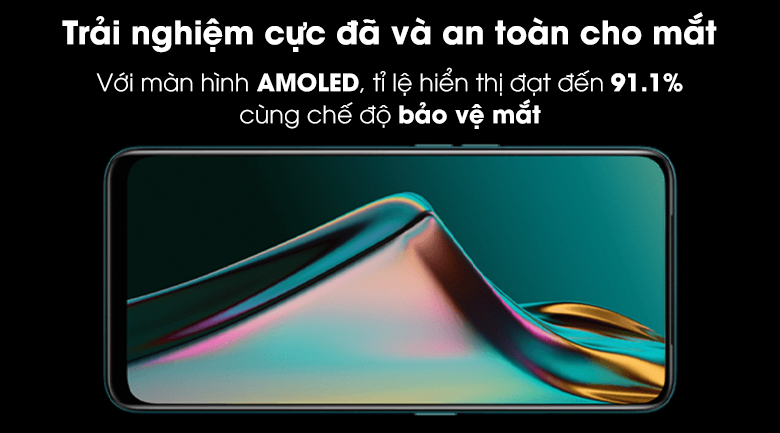 Trải nghiệm cực đã và an toàn cho mắt
Với màn hình AMOLED, tỉ lệ hiển thị đạt đến 91.1%
cùng chế độ bảo vệ mắt